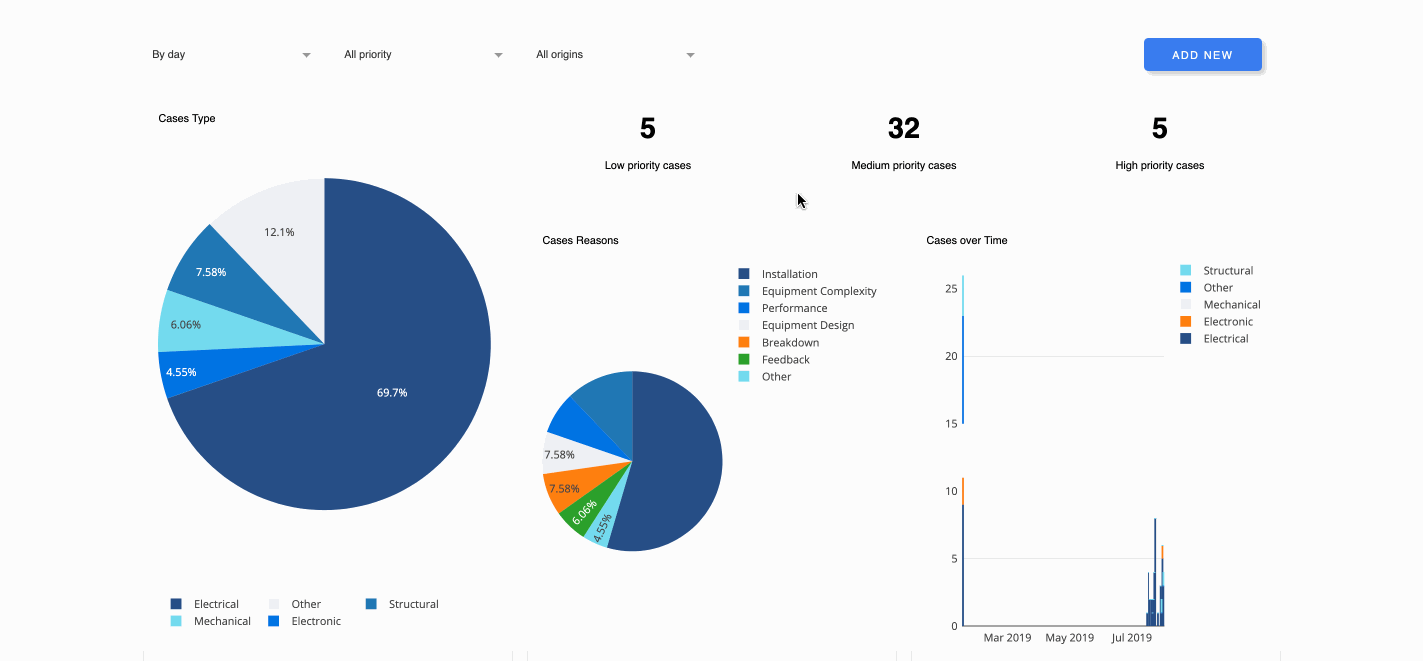 By day
All priority
All origins
ADD NEW
Cases Type
5
Low priority cases
32
Medium priority cases
5
High priority cases
12.1%
7.58%
6.06%
4.55%
69.7%
Electrical
Other
Structural
Mechanical
Electronic
Cases Reasons
Installation
Equipment Complexity
Performance
Equipment Design
Breakdown
Feedback
Other
7.58%
7.58%
6.06%
4.55%
Cases over Time
Structural
Other
Mechanical
Electronic
Electrical
25
20
15
10
5
0
Mar 2019
May 2019
Jul 2019